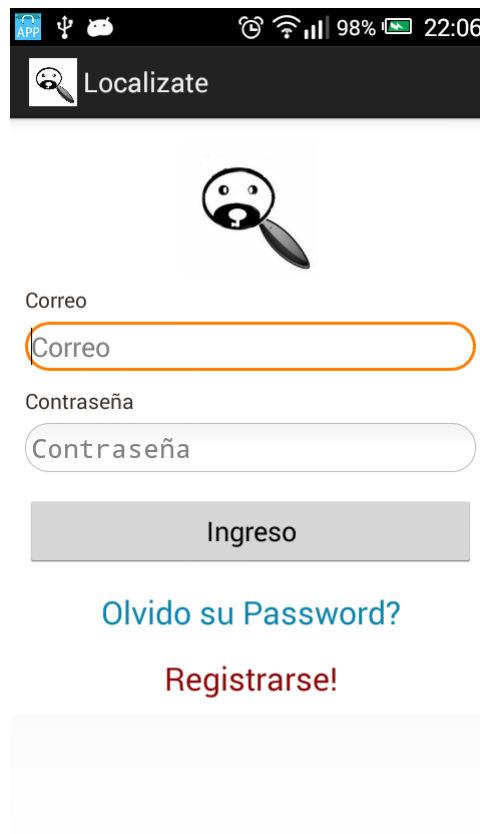 APP 98% 22:06
Localizate
Correo
Correo
Contraseña
Contraseña
Ingreso
Olvido su Password?
Registrarse!